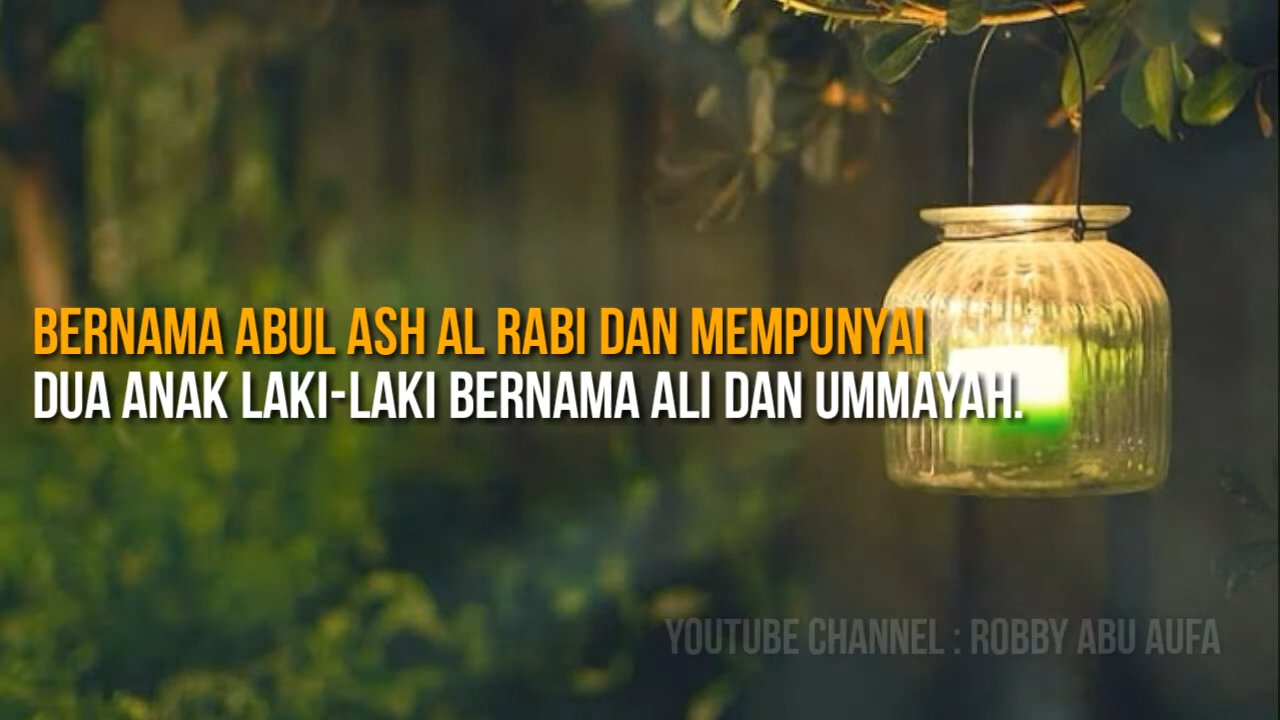 BERNAMA ABUL ASH AL RABI DAN MEMPUNYAI
DUA ANAK LAKI-LAKI BERNAMA ALI DAN UMMAYAH.
YOUTUBE CHANNEL : ROBBY ABU AUFA